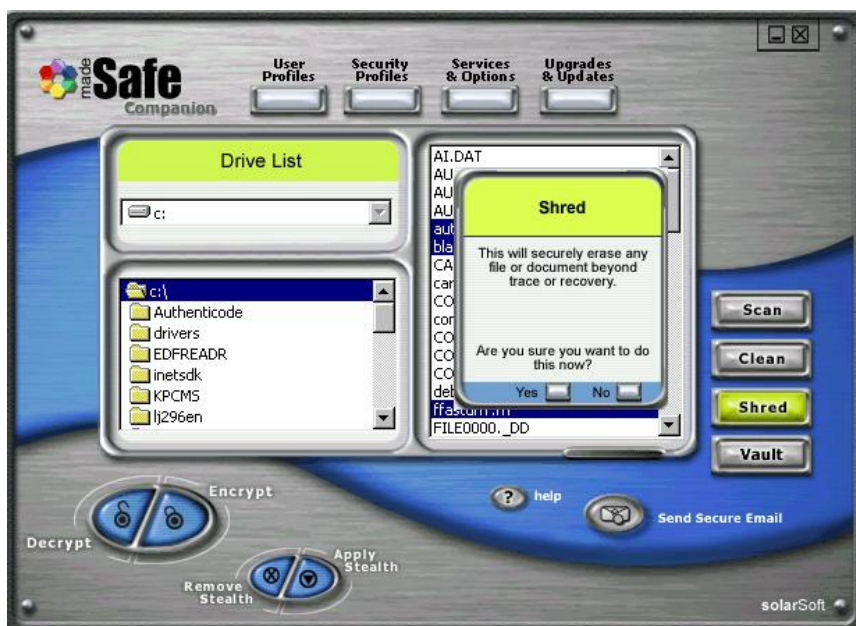 made
Safe
Companion
User
Profiles
Security
Profiles
Services
& Options
Upgrades
& Updates
Drive List
c:
c:\
Authenticode
drivers
EDFREADR
inetsdk
KPCMS
lj296en
AI.DAT
AU
AU
AU
aut
bla
CA
car
CO
cor
CO
CO
CO
det
FILE0000._DD
Shred
This will securely erase any
file or document beyond
trace or recovery.
Are you sure you want to do
this now?
Yes
No
Scan
Clean
Shred
Vault
Encrypt
Decrypt
Apply
Stealth
Remove
Stealth
? help
Send Secure Email
solarSoft